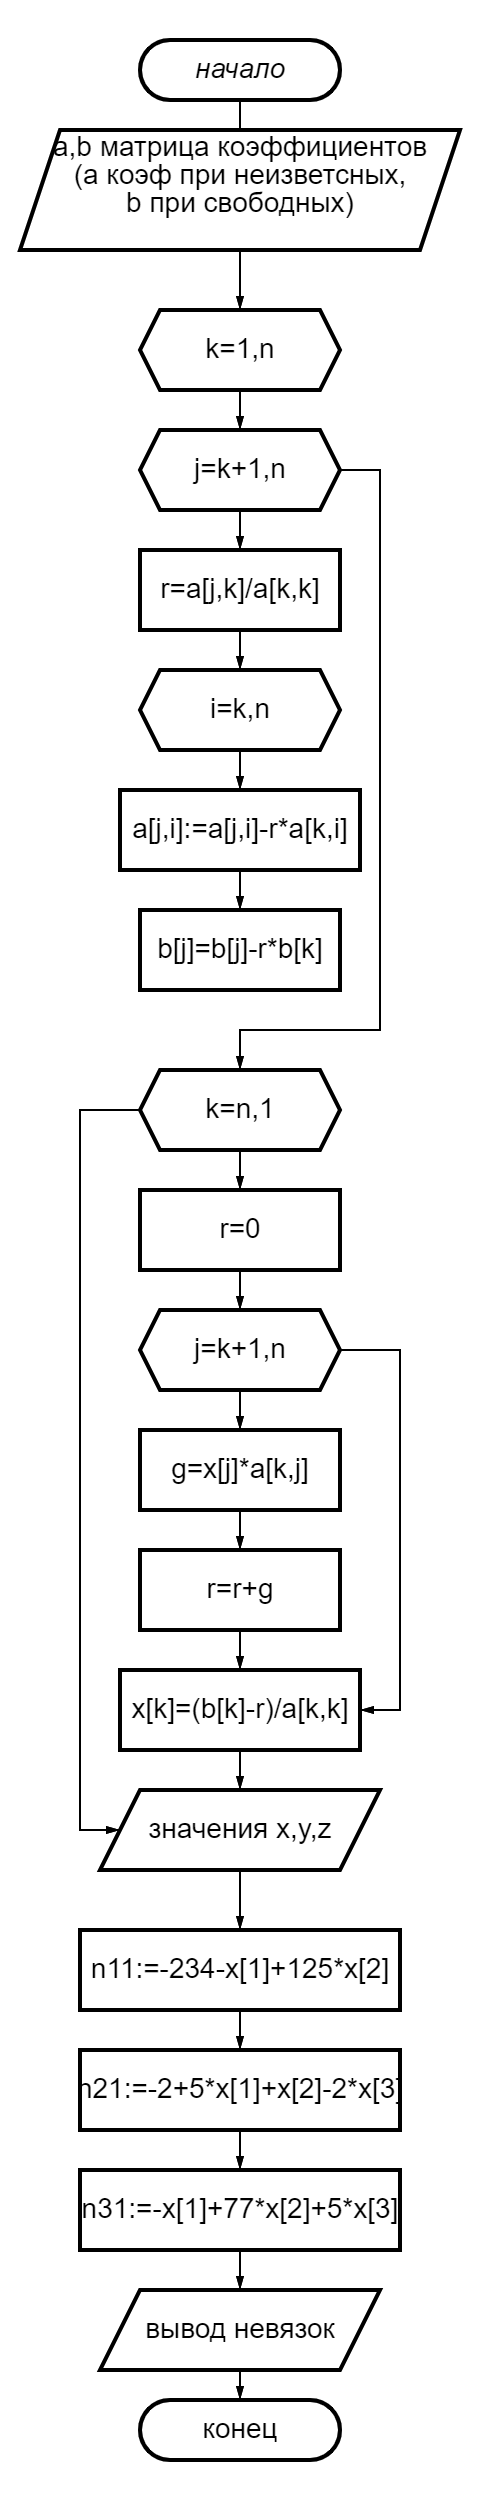 начало
a,b матрица коэффициентов
(а коэф при неизветсных,
b при свободных)
k=1,n
j=k+1,n
r=a[j,k]/a[k,k]
i=k,n
a[j,i]:=a[j,i]-r*a[k,i]
b[j]=b[j]-r*b[k]
k=n,1
r=0
j=k+1,n
g=x[j]*a[k,j]
r=r+g
x[k]=(b[k]-r)/a[k,k]
значения x,y,z
n11:=-234-x[1]+125*x[2]
n21:=-2+5*x[1]+x[2]-2*x[3]
n31:=-x[1]+77*x[2]+5*x[3]
вывод невязок
конец